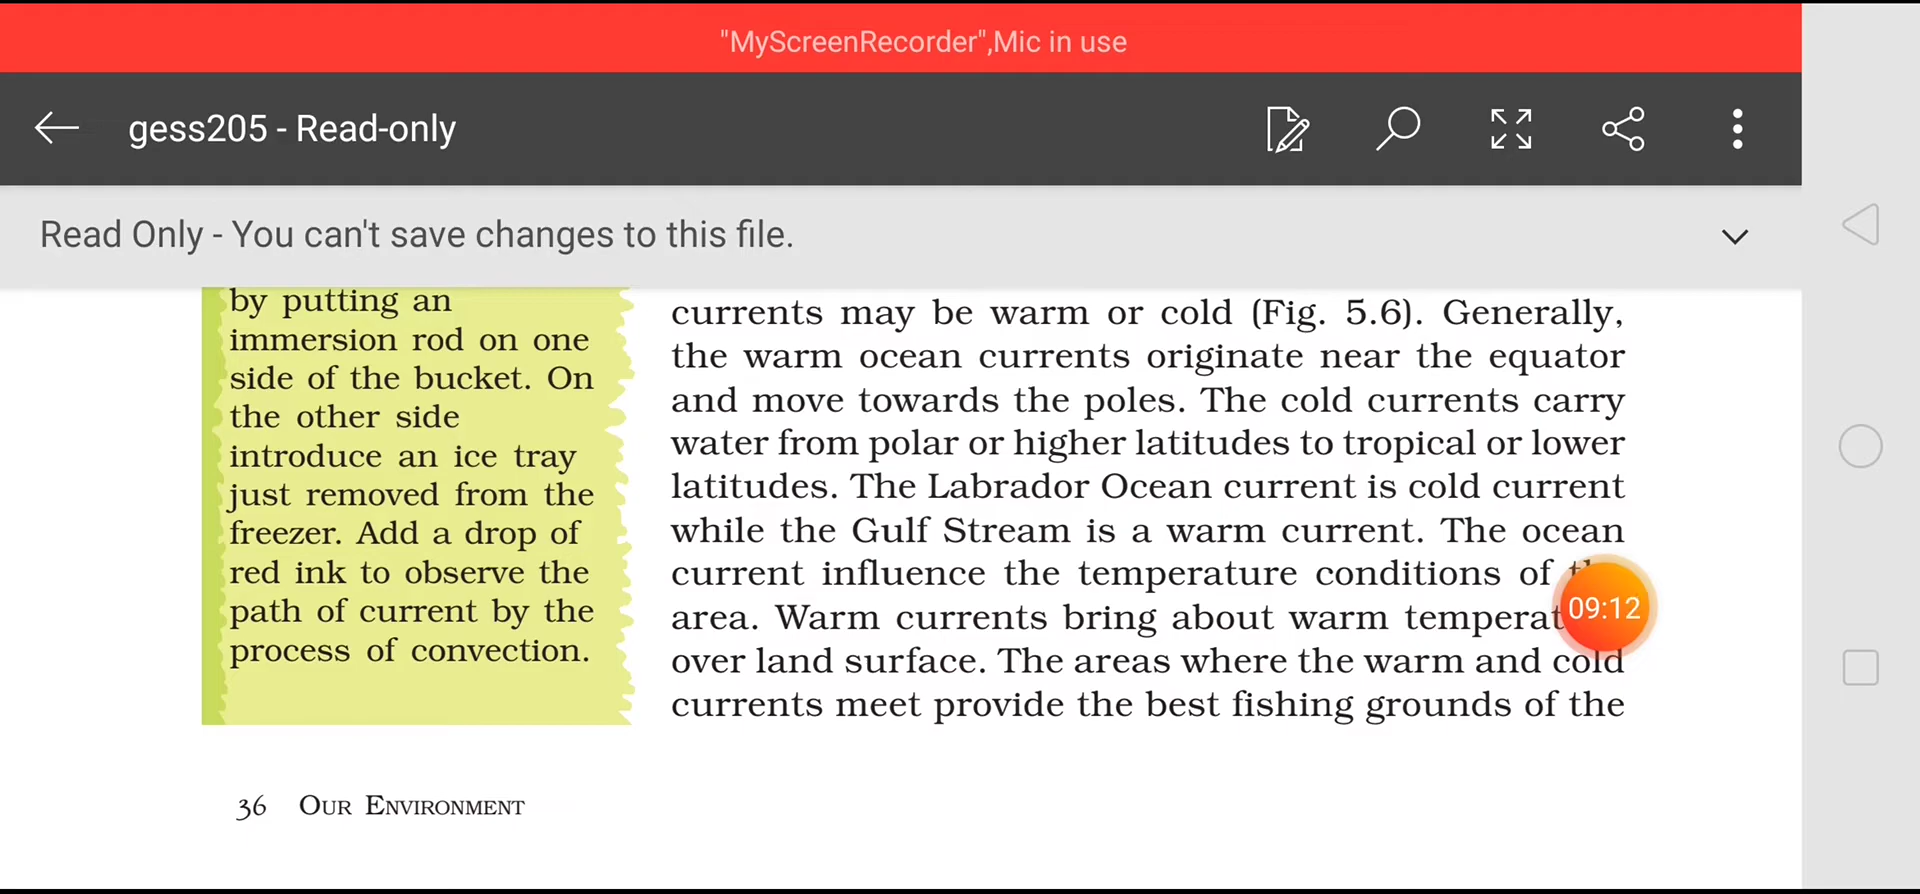 "MyScreenRecorder",Mic in use
gess205 - Read-only
Read Only - You can't save changes to this file.
by putting an
immersion rod on one
side of the bucket. On
the other side
introduce an ice tray
just removed from the
freezer. Add a drop of
red ink to observe the
path of current by the
process of convection.
currents may be warm or cold (Fig. 5.6). Generally,
the warm ocean currents originate near the equator
and move towards the poles. The cold currents carry
water from polar or higher latitudes to tropical or lower
latitudes. The Labrador Ocean current is cold current
while the Gulf Stream is a warm current. The ocean
current influence the temperature conditions of
area. Warm currents bring about warm temperat
09:12
over land surface. The areas where the warm and cold
currents meet provide the best fishing grounds of the
36 OUR ENVIRONMENT